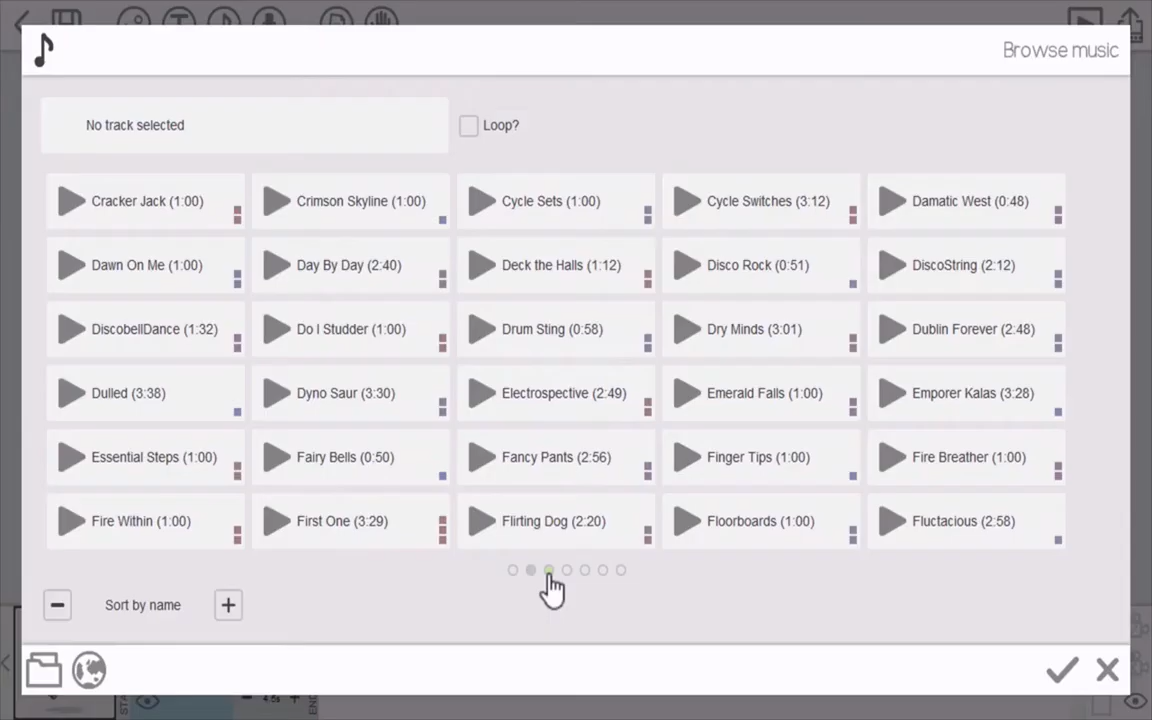 Browse music
No track selected
Loop?
Cracker Jack (1:00) Crimson Skyline (1:00) Cycle Sets (1:00) Cycle Switches (3:12) Damatic West (0:48)
Dawn On Me (1:00) Day By Day (2:40) Deck the Halls (1:12) Disco Rock (0:51) DiscoString (2:12)
DiscobellDance (1:32) Do I Studder (1:00) Drum Sting (0:58) Dry Minds (3:01) Dublin Forever (2:48)
Dulled (3:38) Dyno Saur (3:30) Electrospective (2:49) Emerald Falls (1:00) Emporer Kalas (3:28)
Essential Steps (1:00) Fairy Bells (0:50) Fancy Pants (2:56) Finger Tips (1:00) Fire Breather (1:00)
Fire Within (1:00) First One (3:29) Flirting Dog (2:20) Floorboards (1:00) Fluctacious (2:58)
Sort by name
4.5s